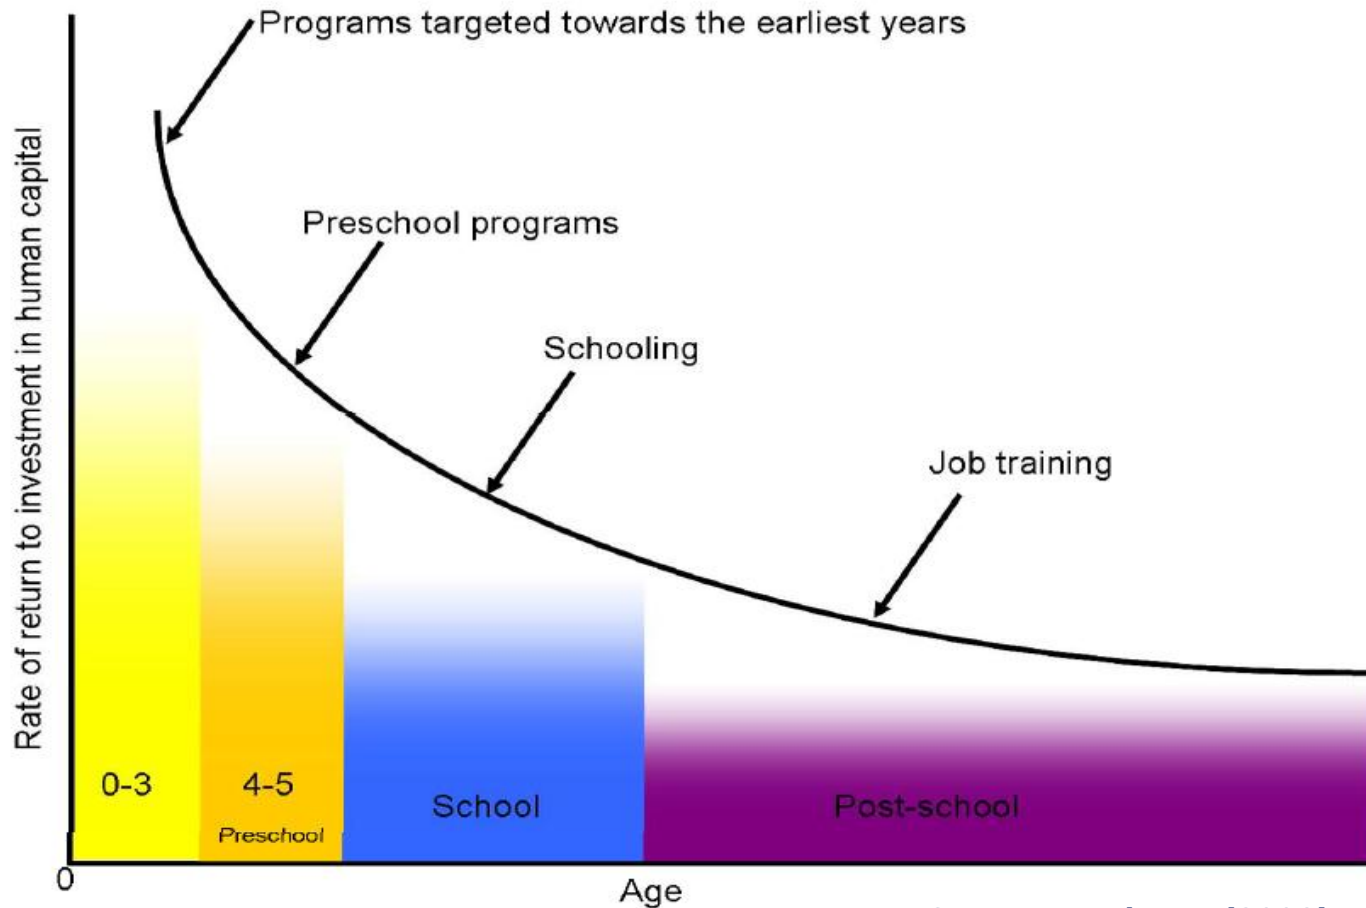 Programs targeted towards the earliest years
Preschool programs
Schooling
Job training
Rate of return to investment in human capital
0-3
4-5
Preschool
School
Post-school
0
Age